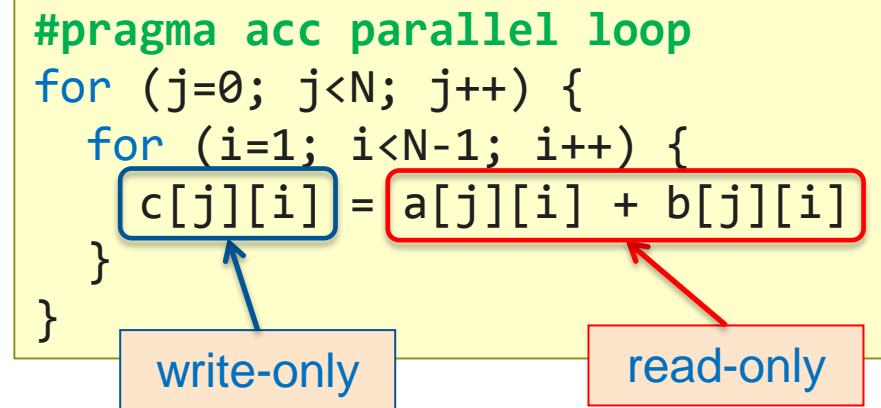 #pragma acc parallel loop
for (j=0; j<N; j++) {
for (i=1; i<N-1; i++) {
c[j][i] = a[j][i] + b[j][i]
}
}
write-only
read-only